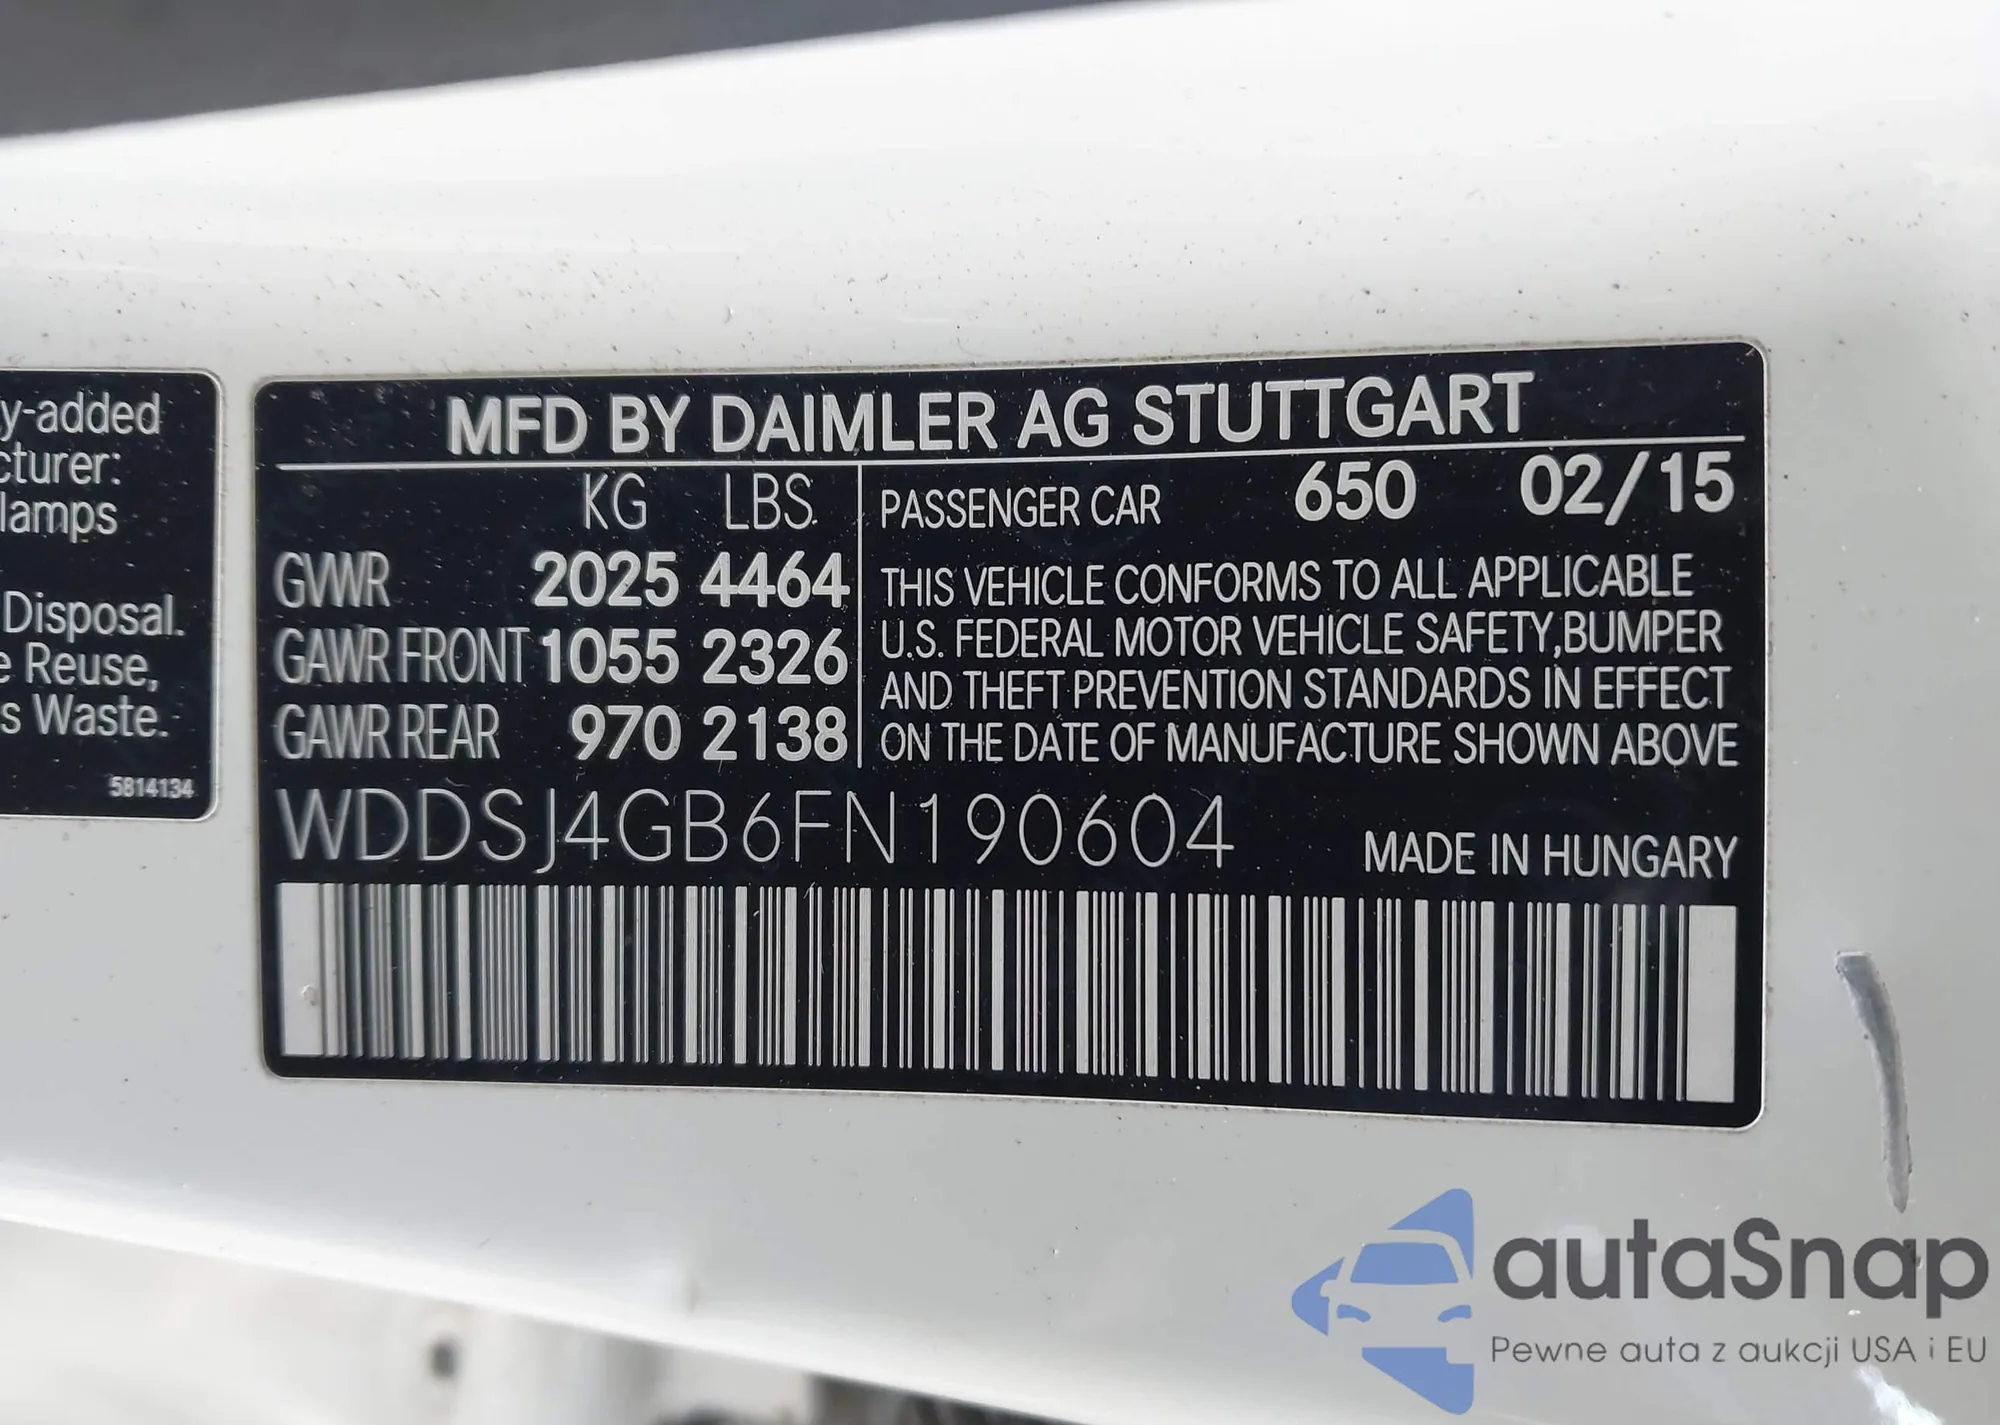 y-added
cturer:
lamps
Disposal.
e Reuse,
s Waste.
5814134
MFD BY DAIMLER AG STUTTGART
KG LBS
GVWR 2025 4464
GAWR FRONT 1055 2326
GAWR REAR 970 2138
PASSENGER CAR 650 02/15
THIS VEHICLE CONFORMS TO ALL APPLICABLE
U.S. FEDERAL MOTOR VEHICLE SAFETY,BUMPER
AND THEFT PREVENTION STANDARDS IN EFFECT
ON THE DATE OF MANUFACTURE SHOWN ABOVE
WDDSJ4GB6FN190604
MADE IN HUNGARY
autaSnap
Pewne auta z aukcji USA i EU